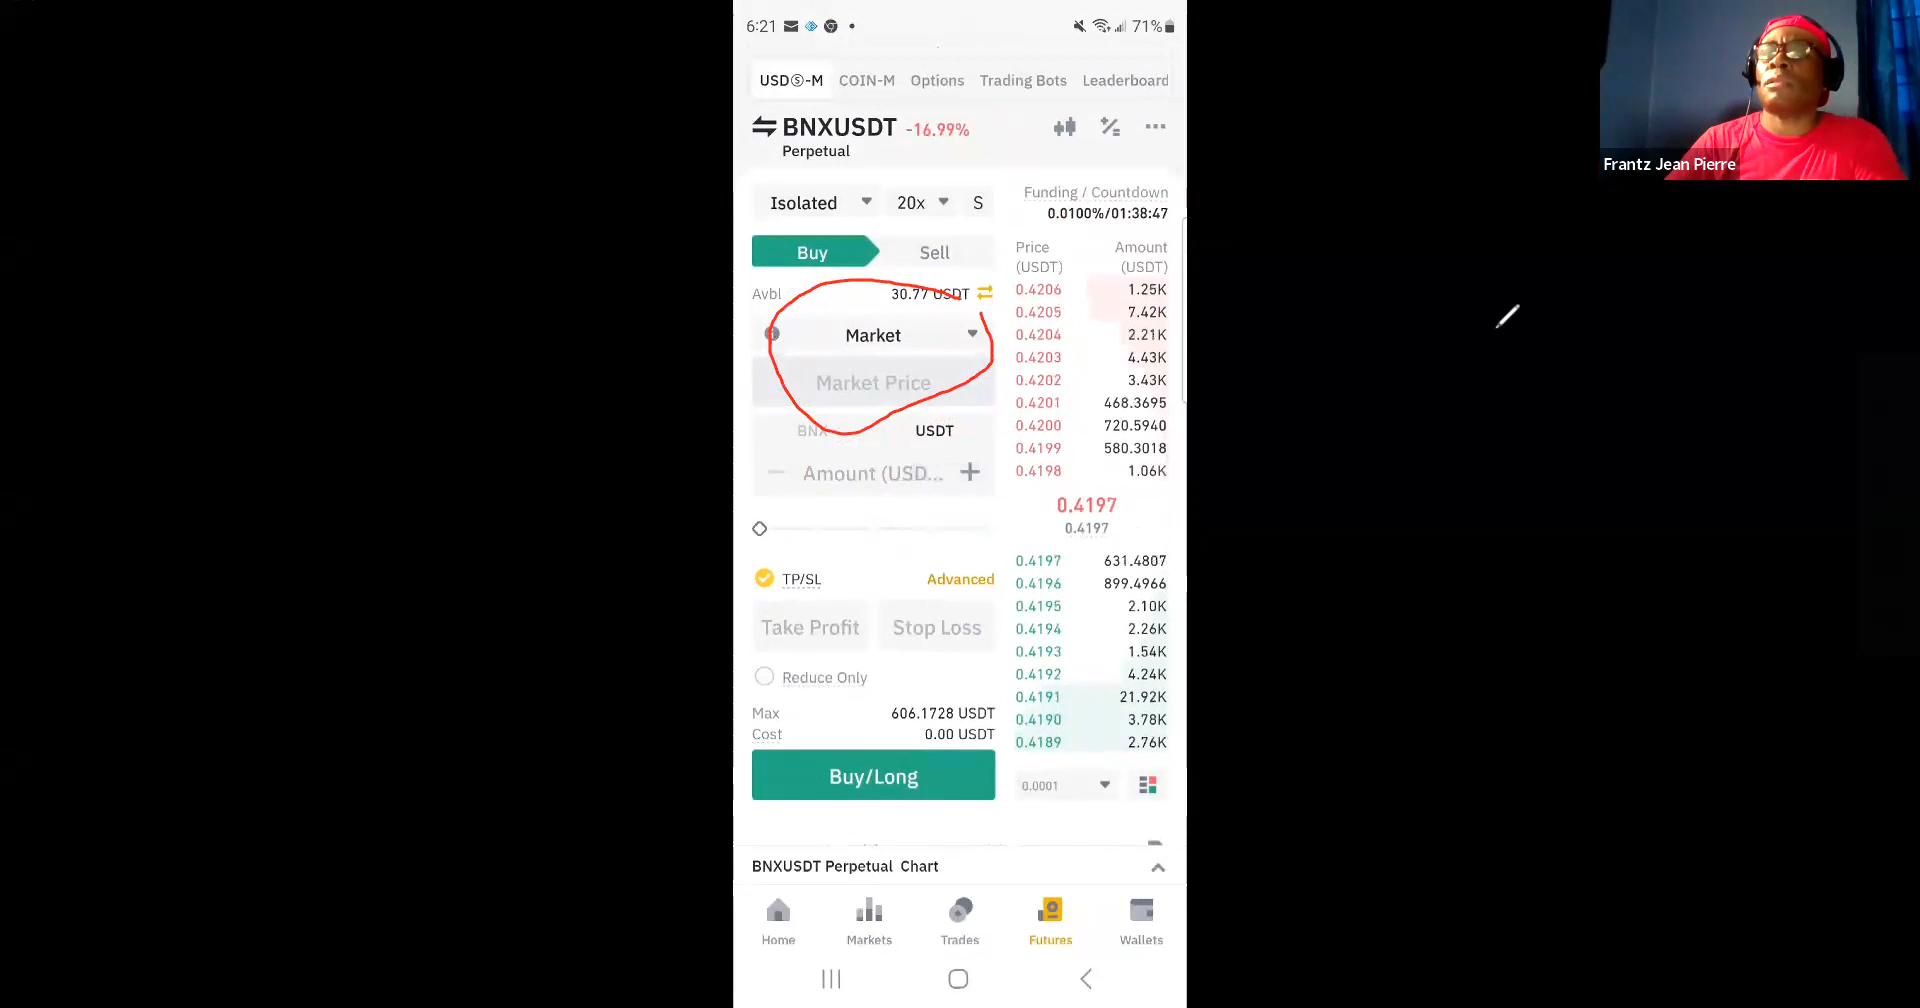 6:21
71%
USDⓈ-M COIN-M Options Trading Bots Leaderboard
BNXUSDT -16.99%
Perpetual
Isolated 20x S
Funding / Countdown
0.0100%/01:38:47
Buy Sell
Avbl 30.77 USDT
Market
Market Price
BNX USDT
Amount (USD...
TP/SL Advanced
Take Profit Stop Loss
Reduce Only
Max 606.1728 USDT
Cost 0.00 USDT
Buy/Long
Price Amount
(USDT) (USDT)
0.4206 1.25K
0.4205 7.42K
0.4204 2.21K
0.4203 4.43K
0.4202 3.43K
0.4201 468.3695
0.4200 720.5940
0.4199 580.3018
0.4198 1.06K
0.4197
0.4197
0.4197 631.4807
0.4196 899.4966
0.4195 2.10K
0.4194 2.26K
0.4193 1.54K
0.4192 4.24K
0.4191 21.92K
0.4190 3.78K
0.4189 2.76K
0.0001
BNXUSDT Perpetual Chart
Home Markets Trades Futures Wallets
Frantz Jean Pierre